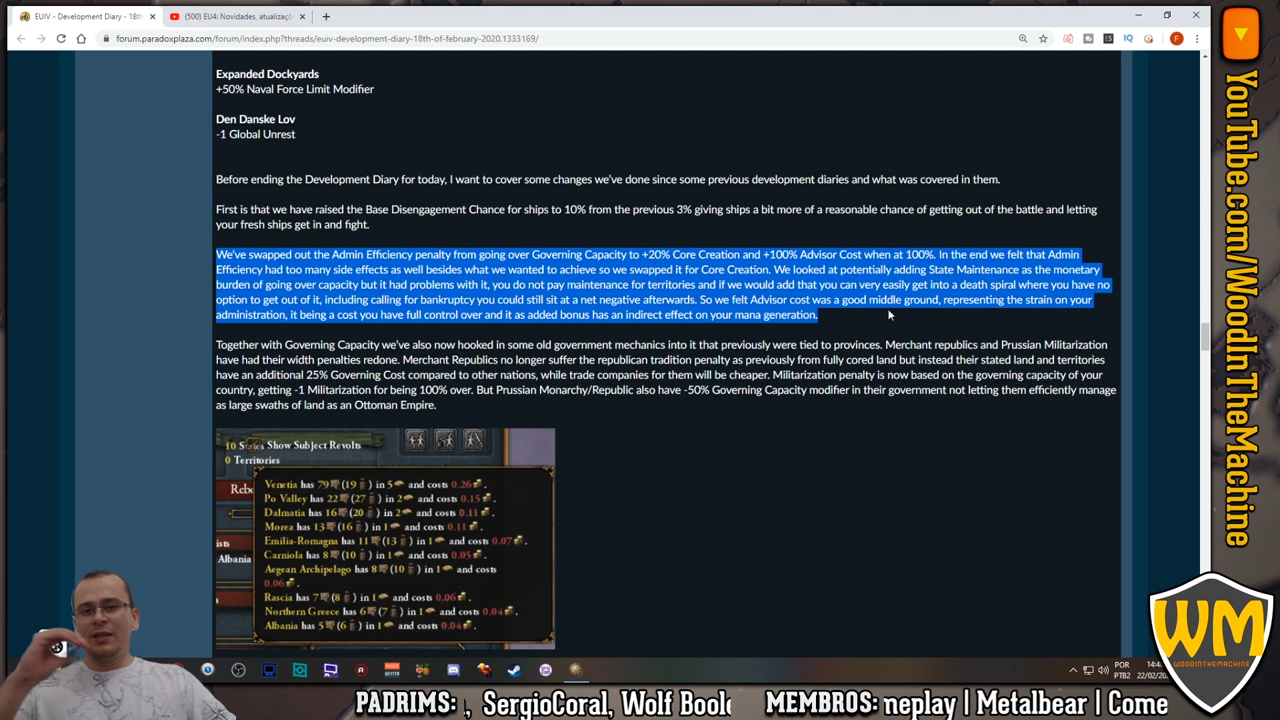 EUIV - Development Diary - 18th
(500) EU4: Novidades, atualizaçõ
forum.paradoxplaza.com/forum/index.php?threads/euiv-development-diary-18th-of-february-2020.1333169/
Expanded Dockyards
+50% Naval Force Limit Modifier
Den Danske Lov
-1 Global Unrest
Before ending the Development Diary for today, I want to cover some changes we've done since some previous development diaries and what was covered in them.
First is that we have raised the Base Disengagement Chance for ships to 10% from the previous 3% giving ships a bit more of a reasonable chance of getting out of the battle and letting
your fresh ships get in and fight.
We've swapped out the Admin Efficiency penalty from going over Governing Capacity to +20% Core Creation and +100% Advisor Cost when at 100%. In the end we felt that Admin
Efficiency had too many side effects as well besides what we wanted to achieve so we swapped it for Core Creation. We looked at potentially adding State Maintenance as the monetary
burden of going over capacity but it had problems with it, you do not pay maintenance for territories and if we would add that you can very easily get into a death spiral where you have no
option to get out of it, including calling for bankruptcy you could still sit at a net negative afterwards. So we felt Advisor cost was a good middle ground, representing the strain on your
administration, it being a cost you have full control over and it as added bonus has an indirect effect on your mana generation.
Together with Governing Capacity we've also now hooked in some old government mechanics into it that previously were tied to provinces. Merchant republics and Prussian Militarization
have had their width penalties redone. Merchant Republics no longer suffer the republican tradition penalty as previously from fully cored land but instead their stated land and territories
have an additional 25% Governing Cost compared to other nations, while trade companies for them will be cheaper. Militarization penalty is now based on the governing capacity of your
country, getting -1 Militarization for being 100% over. But Prussian Monarchy/Republic also have -50% Governing Capacity modifier in their government not letting them efficiently manage
as large swaths of land as an Ottoman Empire.
10 States Show Subject Revolts
0 Territories
Rebe
ists
Albania
Venetia has 79 (19 ) in 5 and costs 0.26 .
Po Valley has 22 (27 ) in 2 and costs 0.15 .
Dalmatia has 16 (20 ) in 2 and costs 0.11 .
Morea has 13 (16 ) in 1 and costs 0.11 .
Emilia-Romagna has 11 (13 ) in 1 and costs 0.07 .
Carniola has 8 (10 ) in 1 and costs 0.05 .
Aegean Archipelago has 8 (10 ) in 1 and costs
0.06 .
Rascia has 7 (8 ) in 1 and costs 0.06 .
Northern Greece has 6 (7 ) in 1 and costs 0.04 .
Albania has 5 (6 ) in 1 and costs 0.04 .
YouTube.com/WoodInTheMachine
WM
WOODINTHEMACHINE
POR
PTB2
14:4
22/02/20
PADRIMS: , SergioCoral, Wolf Boole
MEMBROS: neplay | Metalbear | Come